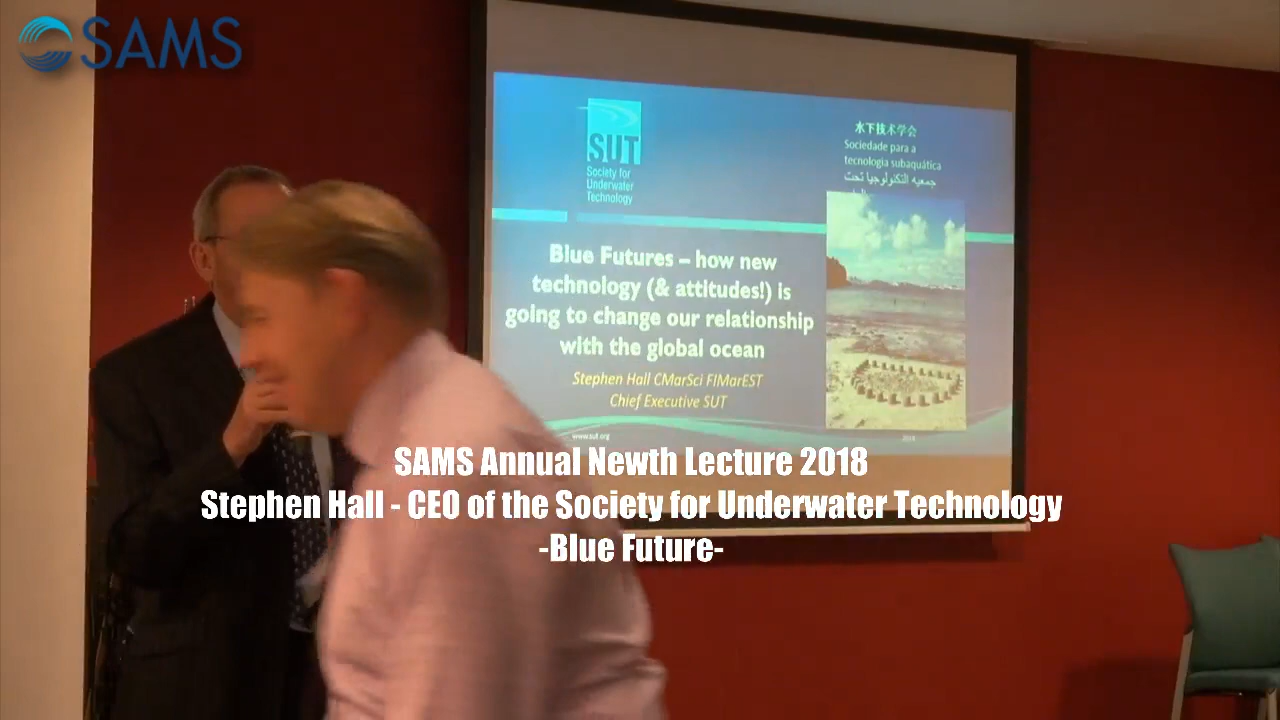 SAMS
SUT
Society for
Underwater
Technology
水下技术学会
Sociedade para a
tecnologia subaquática
جمعيه التكنولوجيا تحت
Blue Futures – how new
technology (& attitudes!) is
going to change our relationship
with the global ocean
Stephen Hall CMarSci FIMarEST
Chief Executive SUT
www.sut.org
SAMS Annual Newth Lecture 2018
Stephen Hall - CEO of the Society for Underwater Technology
-Blue Future-